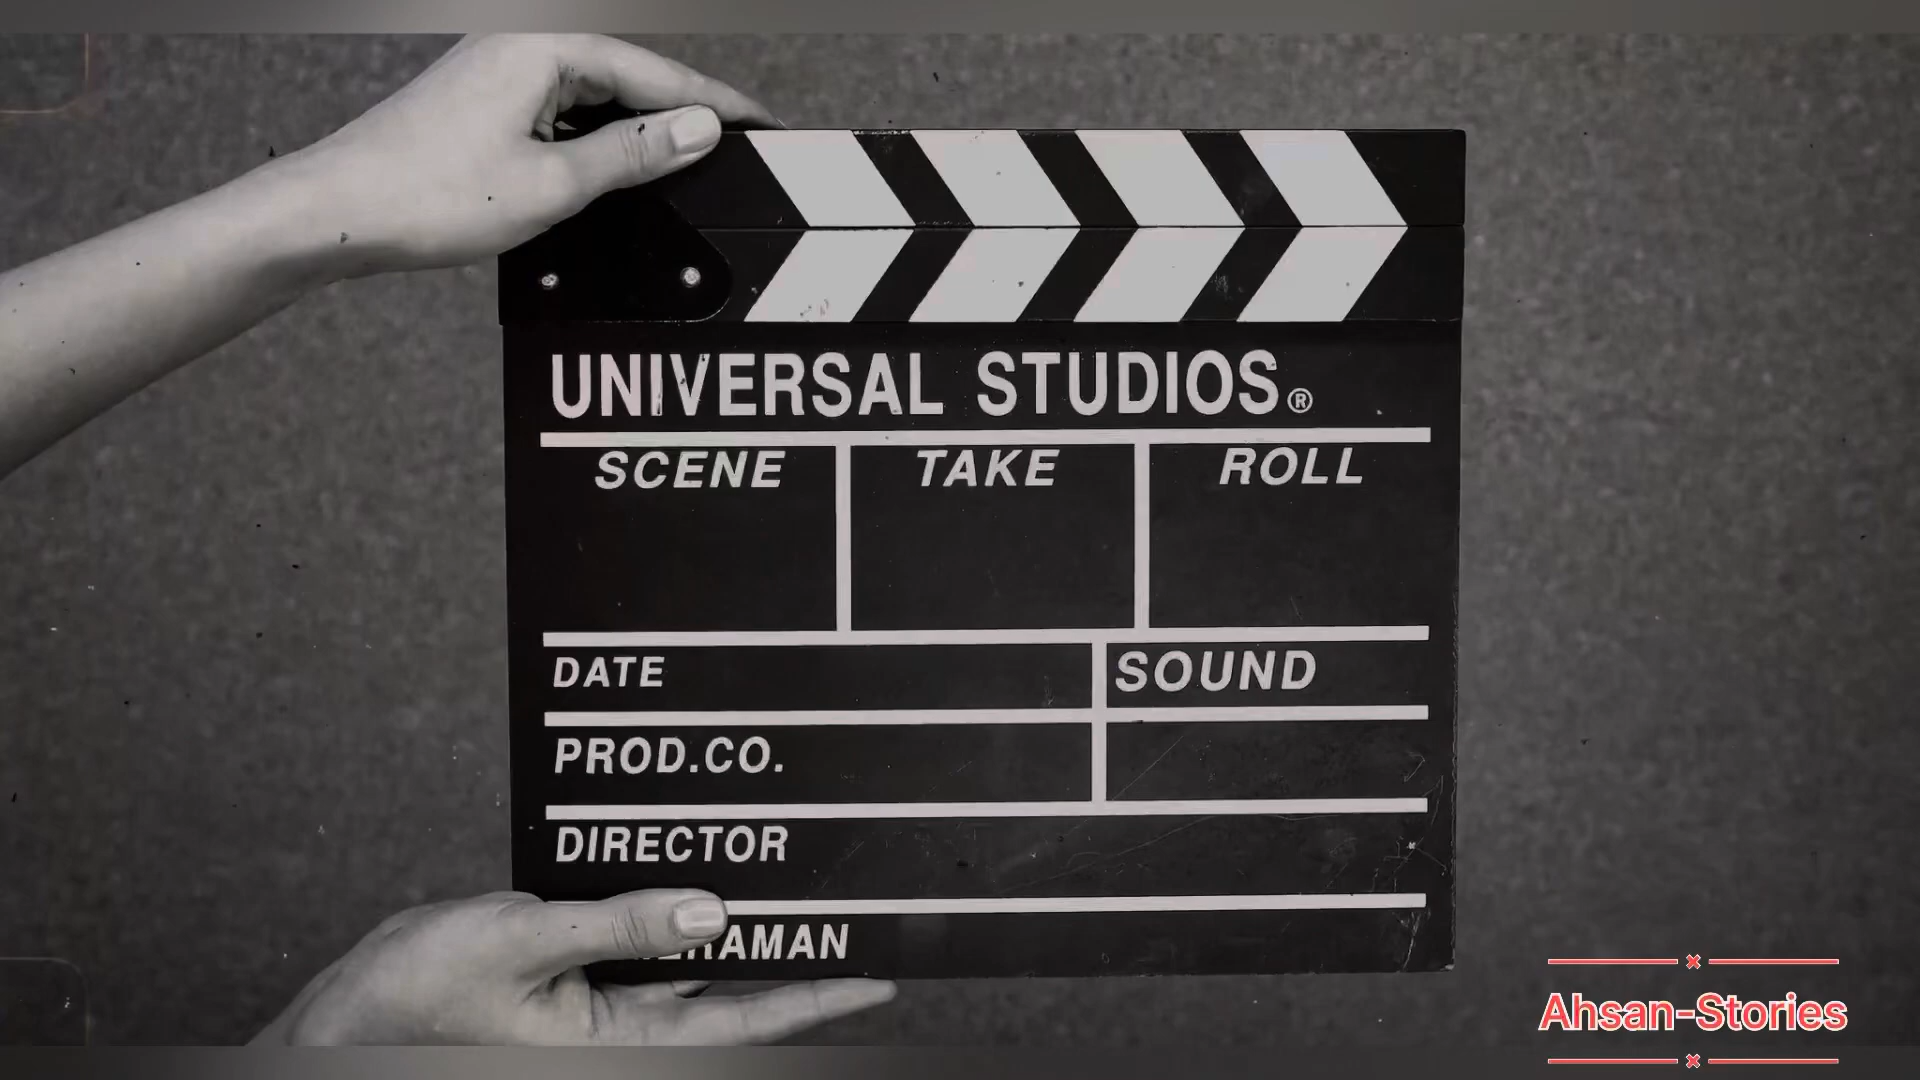 UNIVERSAL STUDIOS®
SCENE TAKE ROLL
DATE SOUND
PROD.CO.
DIRECTOR
Ahsan-Stories